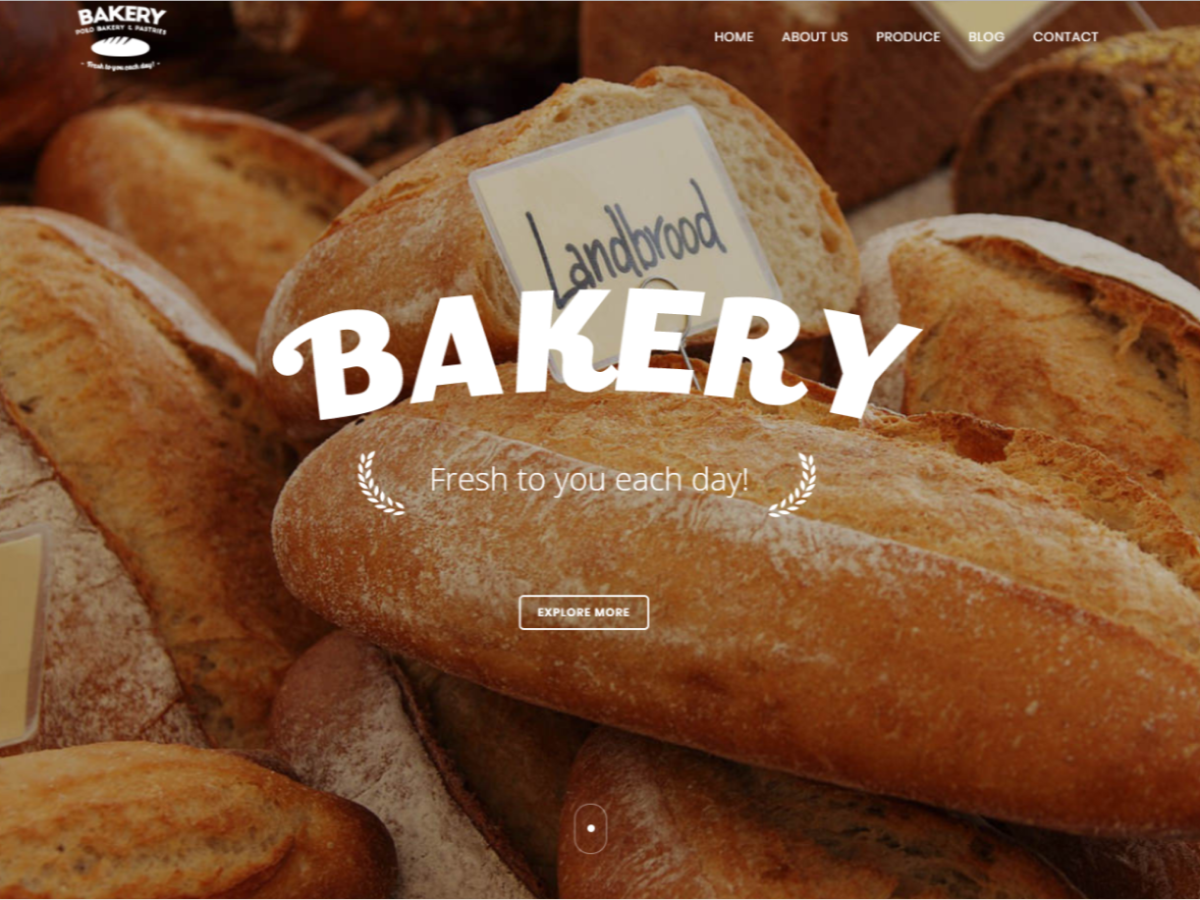 BAKERY
POLO BAKERY & PASTRIES
Fresh to you each day!
HOME ABOUT US PRODUCE BLOG CONTACT
Landbrood
BAKERY
Fresh to you each day!
EXPLORE MORE